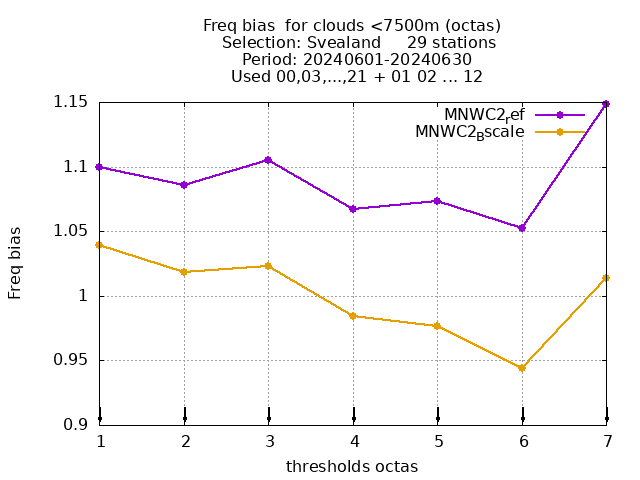 Freq bias  for clouds <7500m (octas)
Selection: Svealand     29 stations
Period: 20240601-20240630
Used 00,03,...,21 + 01 02 ... 12
MNWC2ref
MNWC2Bscale
1.15
1.1
1.05
1
0.95
0.9
Freq bias
1 2 3 4 5 6 7
thresholds octas